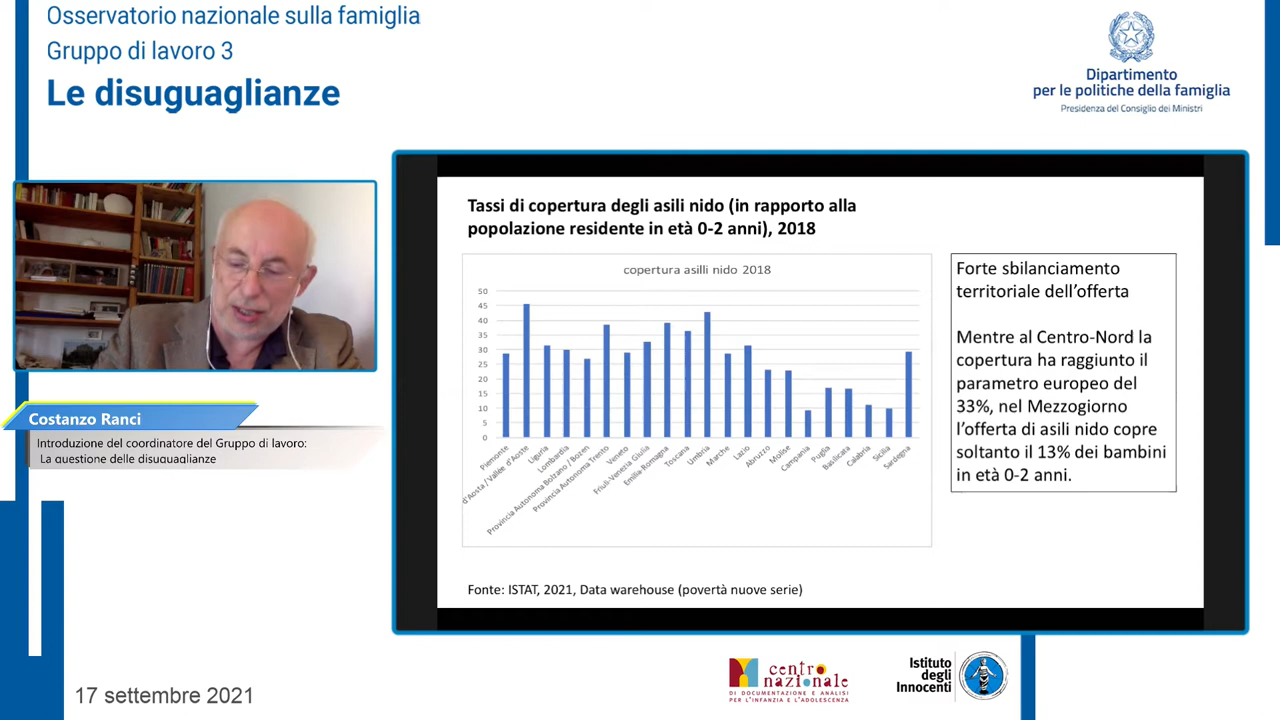 Osservatorio nazionale sulla famiglia
Gruppo di lavoro 3
Le disuguaglianze
Dipartimento
per le politiche della famiglia
Presidenza del Consiglio dei Ministri
Tassi di copertura degli asili nido (in rapporto alla
popolazione residente in età 0-2 anni), 2018
copertura asilli nido 2018
50
45
40
35
30
25
20
15
10
5
0
Piemonte
d'Aosta / Vallée d'Aoste
Liguria
Lombardia
Provincia Autonoma Bolzano / Bozen
Provincia Autonoma Trento
Veneto
Friuli-Venezia Giulia
Emilia-Romagna
Toscana
Umbria
Marche
Lazio
Abruzzo
Molise
Campania
Puglia
Basilicata
Calabria
Sicilia
Sardegna
Forte sbilanciamento
territoriale dell'offerta
Mentre al Centro-Nord la
copertura ha raggiunto il
parametro europeo del
33%, nel Mezzogiorno
l'offerta di asili nido copre
soltanto il 13% dei bambini
in età 0-2 anni.
Fonte: ISTAT, 2021, Data warehouse (povertà nuove serie)
Costanzo Ranci
Introduzione del coordinatore del Gruppo di lavoro:
La questione delle disuguaglianze
17 settembre 2021
centro
nazionale
DI DOCUMENTAZIONE E ANALISI
PER L'INFANZIA E L'ADOLESCENZA
Istituto
degli
Innocenti